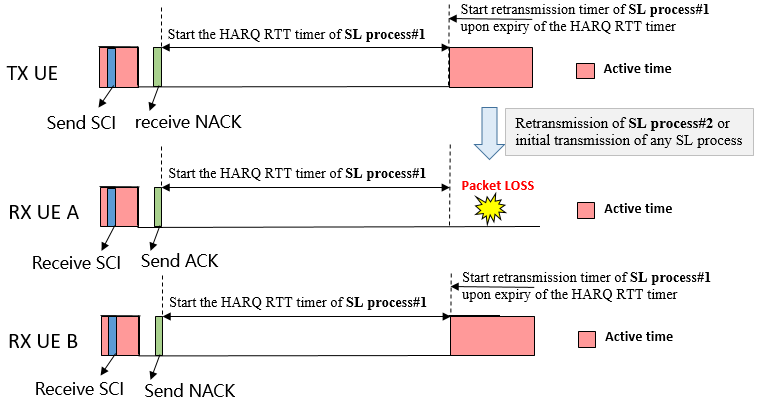 Start retransmission timer of SL process#1
Start the HARQ RTT timer of SL process#1
upon expiry of the HARQ RTT timer
TX UE
Active time
Send SCI
receive NACK
Retransmission of SL process#2 or
initial transmission of any SL process
Start the HARQ RTT timer of SL process#1
Packet LOSS
RX UE A
Active time
Receive SCI
Send ACK
Start retransmission timer of SL process#1
Start the HARQ RTT timer of SL process#1
upon expiry of the HARQ RTT timer
RX UE B
Active time
Receive SCI
Send NACK